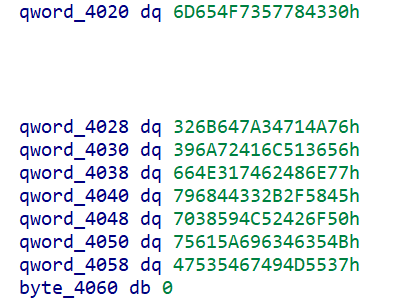 qword_4020 dq 6D654F7357784330h
qword_4028 dq 326B647A34714A76h
qword_4030 dq 396A72416C513656h
qword_4038 dq 664E317462486E77h
qword_4040 dq 796844332B2F5845h
qword_4048 dq 7038594C52426F50h
qword_4050 dq 75615A696346354Bh
qword_4058 dq 47535467494D5537h
byte_4060 db 0